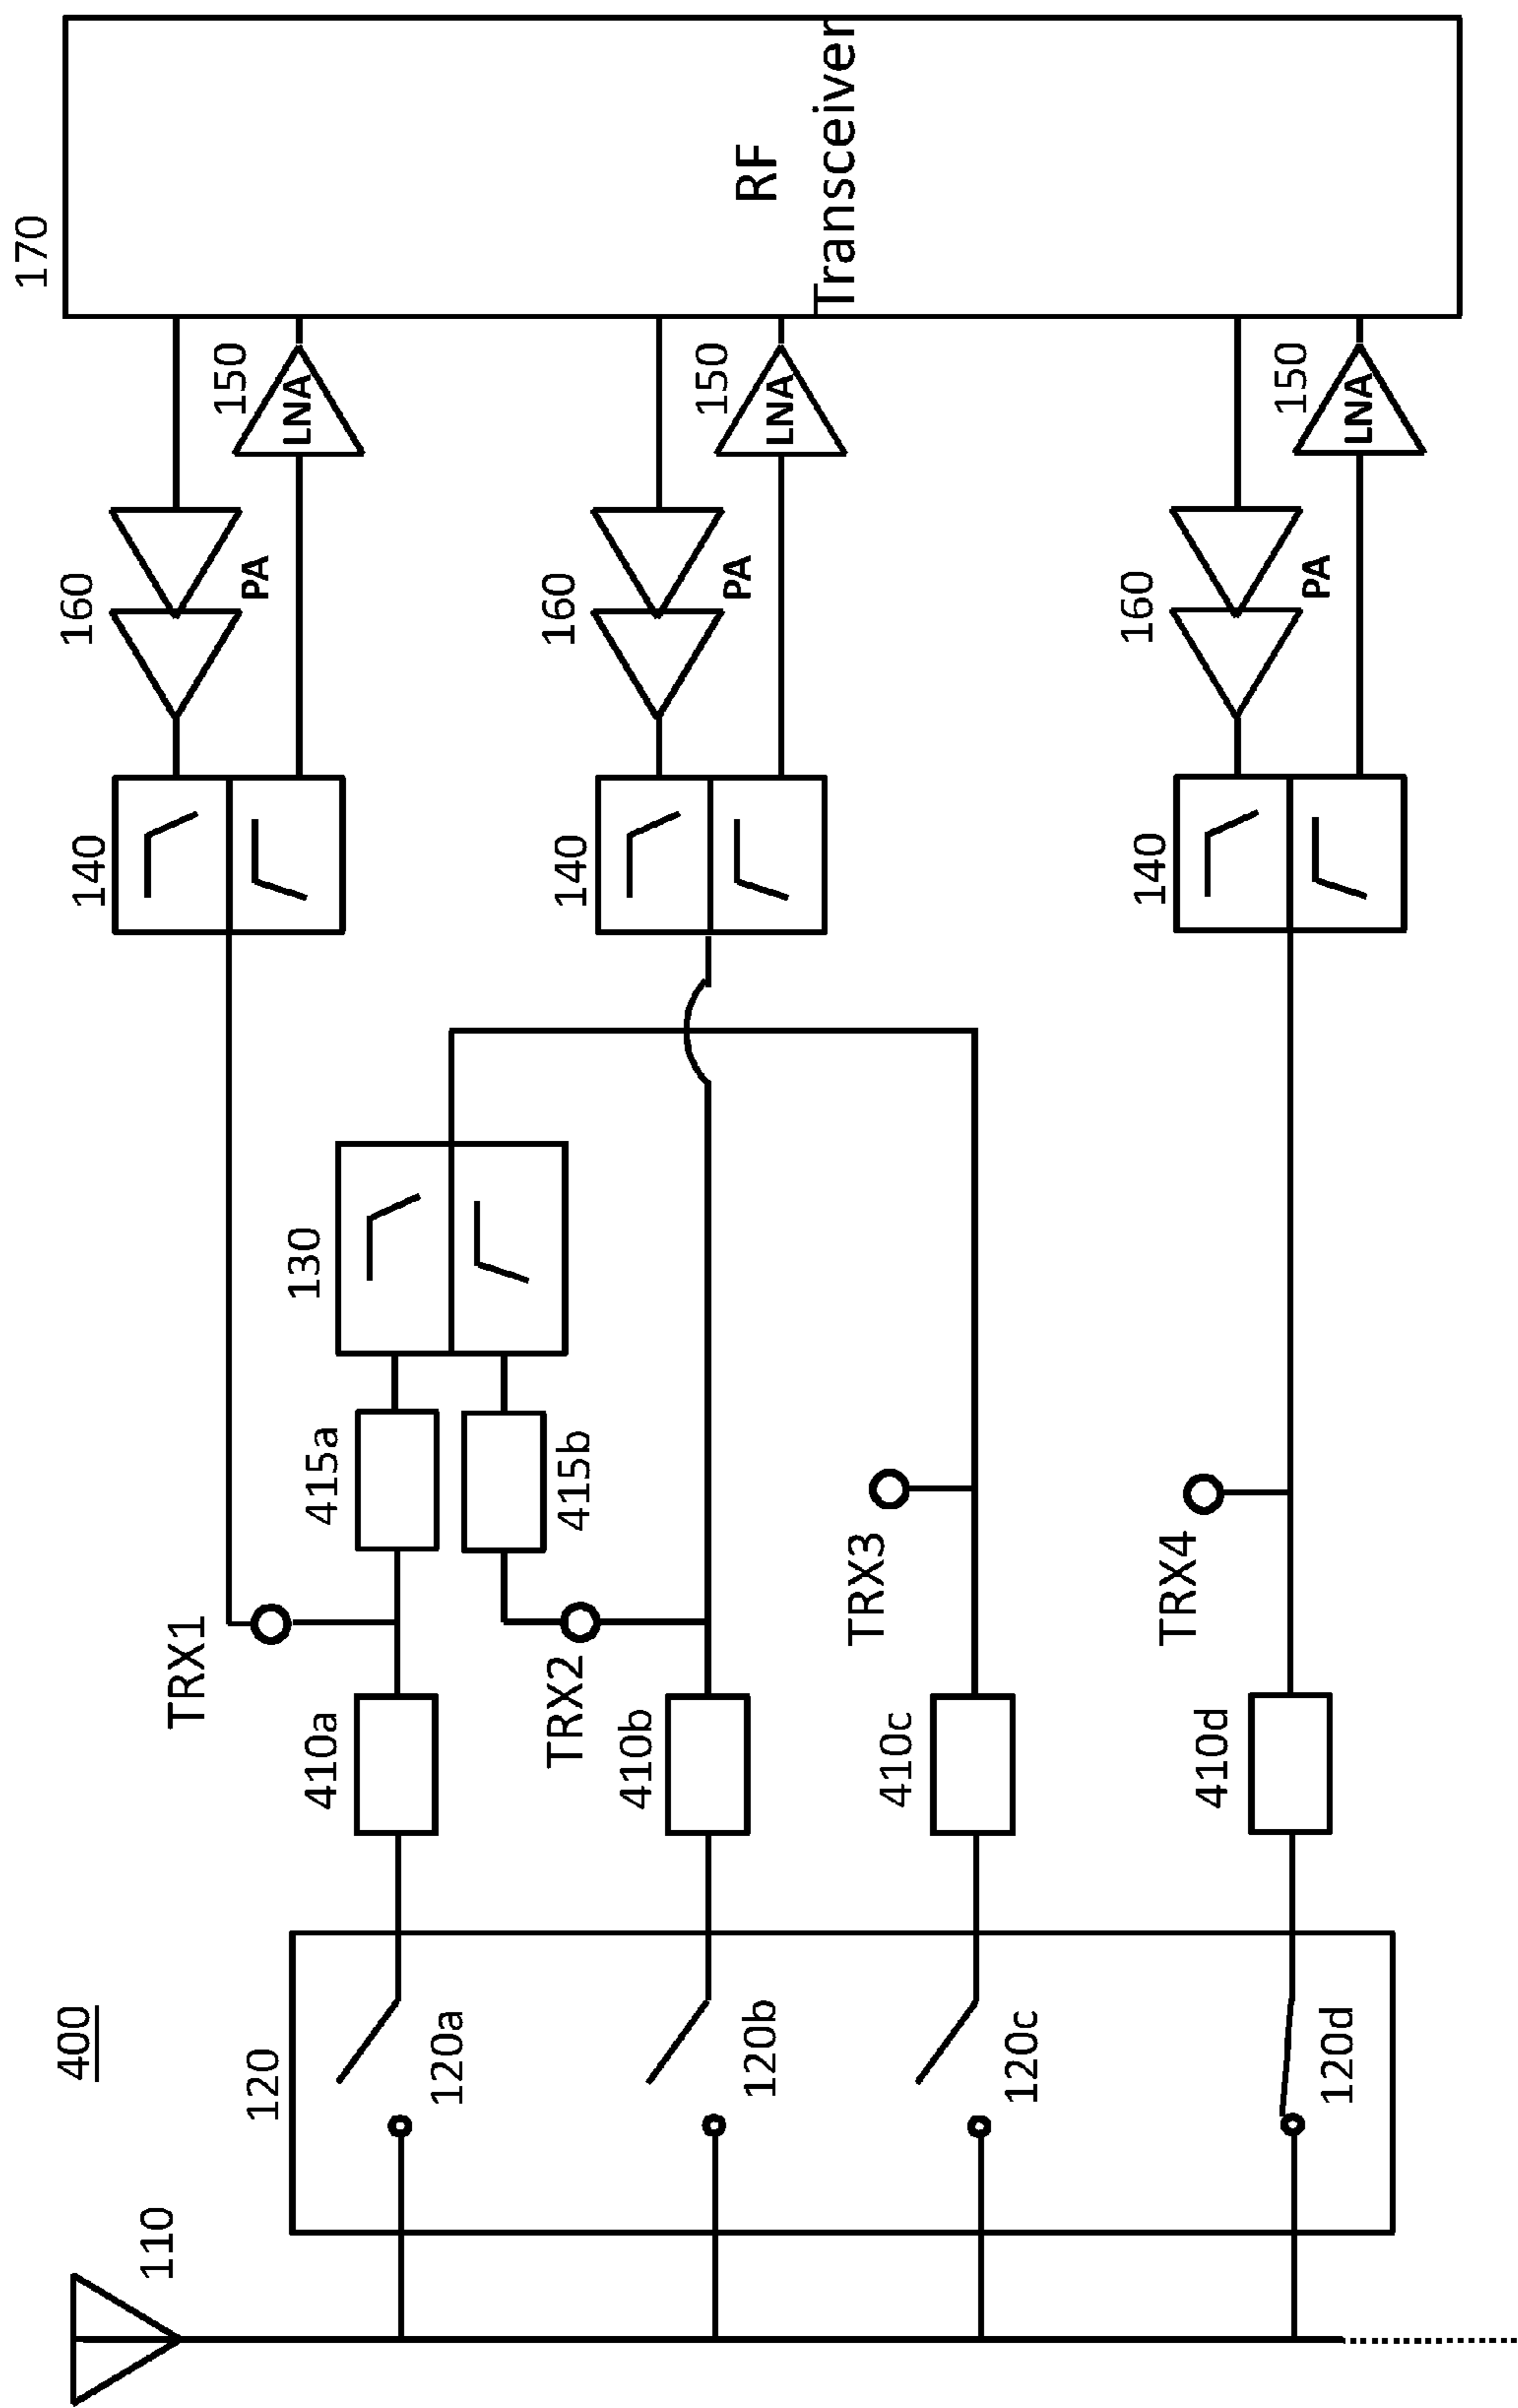 400
110
120
120a
120b
120c
120d
410a
410b
410c
410d
TRX1
TRX2
TRX3
TRX4
415a
415b
130
140
140
140
160
PA
160
PA
160
PA
150
LNA
150
LNA
150
LNA
170
RF
Transceiver